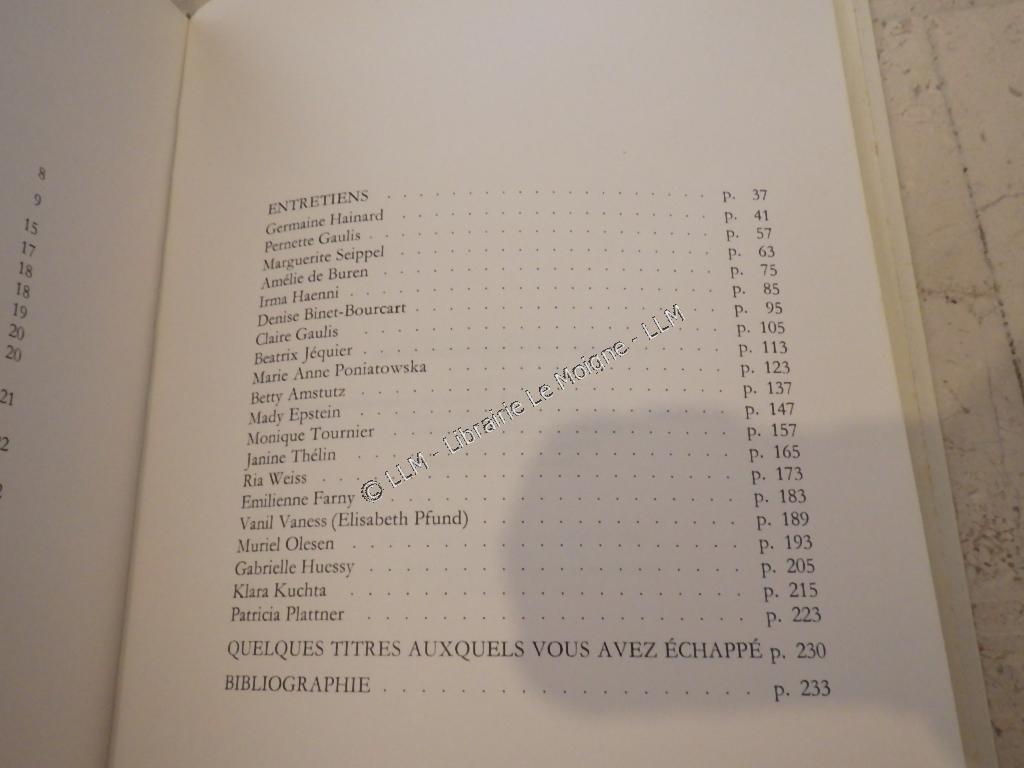 8
9
15
17
18
18
19
20
20
21
ENTRETIENS . . . . . . . . . . . . . . . . . . . p. 37
Germaine Hainard . . . . . . . . . . . . . . . . . . p. 41
Pernette Gaulis . . . . . . . . . . . . . . . . . . . p. 57
Marguerite Seippel . . . . . . . . . . . . . . . . . . p. 63
Amélie de Buren . . . . . . . . . . . . . . . . . . p. 75
Irma Haenni . . . . . . . . . . . . . . . . . . . . p. 85
Denise Binet-Bourcart . . . . . . . . . . . . . . . . p. 95
Claire Gaulis . . . . . . . . . . . . . . . . . . . p. 105
Beatrix Jéquier . . . . . . . . . . . . . . . . . . p. 113
Marie Anne Poniatowska . . . . . . . . . . . . . . . p. 123
Betty Amstutz . . . . . . . . . . . . . . . . . . . p. 137
Mady Epstein . . . . . . . . . . . . . . . . . . . p. 147
Monique Tournier . . . . . . . . . . . . . . . . . p. 157
Janine Thélin . . . . . . . . . . . . . . . . . . . p. 165
Ria Weiss . . . . . . . . . . . . . . . . . . . . . p. 173
Emilienne Farny . . . . . . . . . . . . . . . . . . p. 183
Vanil Vaness (Elisabeth Pfund) . . . . . . . . . . . . p. 189
Muriel Olesen . . . . . . . . . . . . . . . . . . . p. 193
Gabrielle Huessy . . . . . . . . . . . . . . . . . . p. 205
Klara Kuchta . . . . . . . . . . . . . . . . . . . p. 215
Patricia Plattner . . . . . . . . . . . . . . . . . . p. 223
QUELQUES TITRES AUXQUELS VOUS AVEZ ÉCHAPPÉ p. 230
BIBLIOGRAPHIE . . . . . . . . . . . . . . . . . . p. 233
© LLM - Librairie Le Moigne - LLM